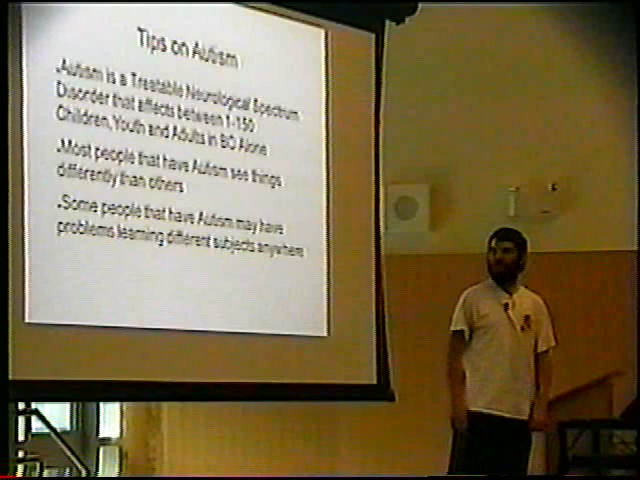 Tips on Autism
.Autism is a Treatable Neurological Spectrum
Disorder that effects between 1-150
Children, Youth and Adults in BC Alone
.Most people that have Autism see things
differently than others
.Some people that have Autism may have
problems learning different subjects anywhere